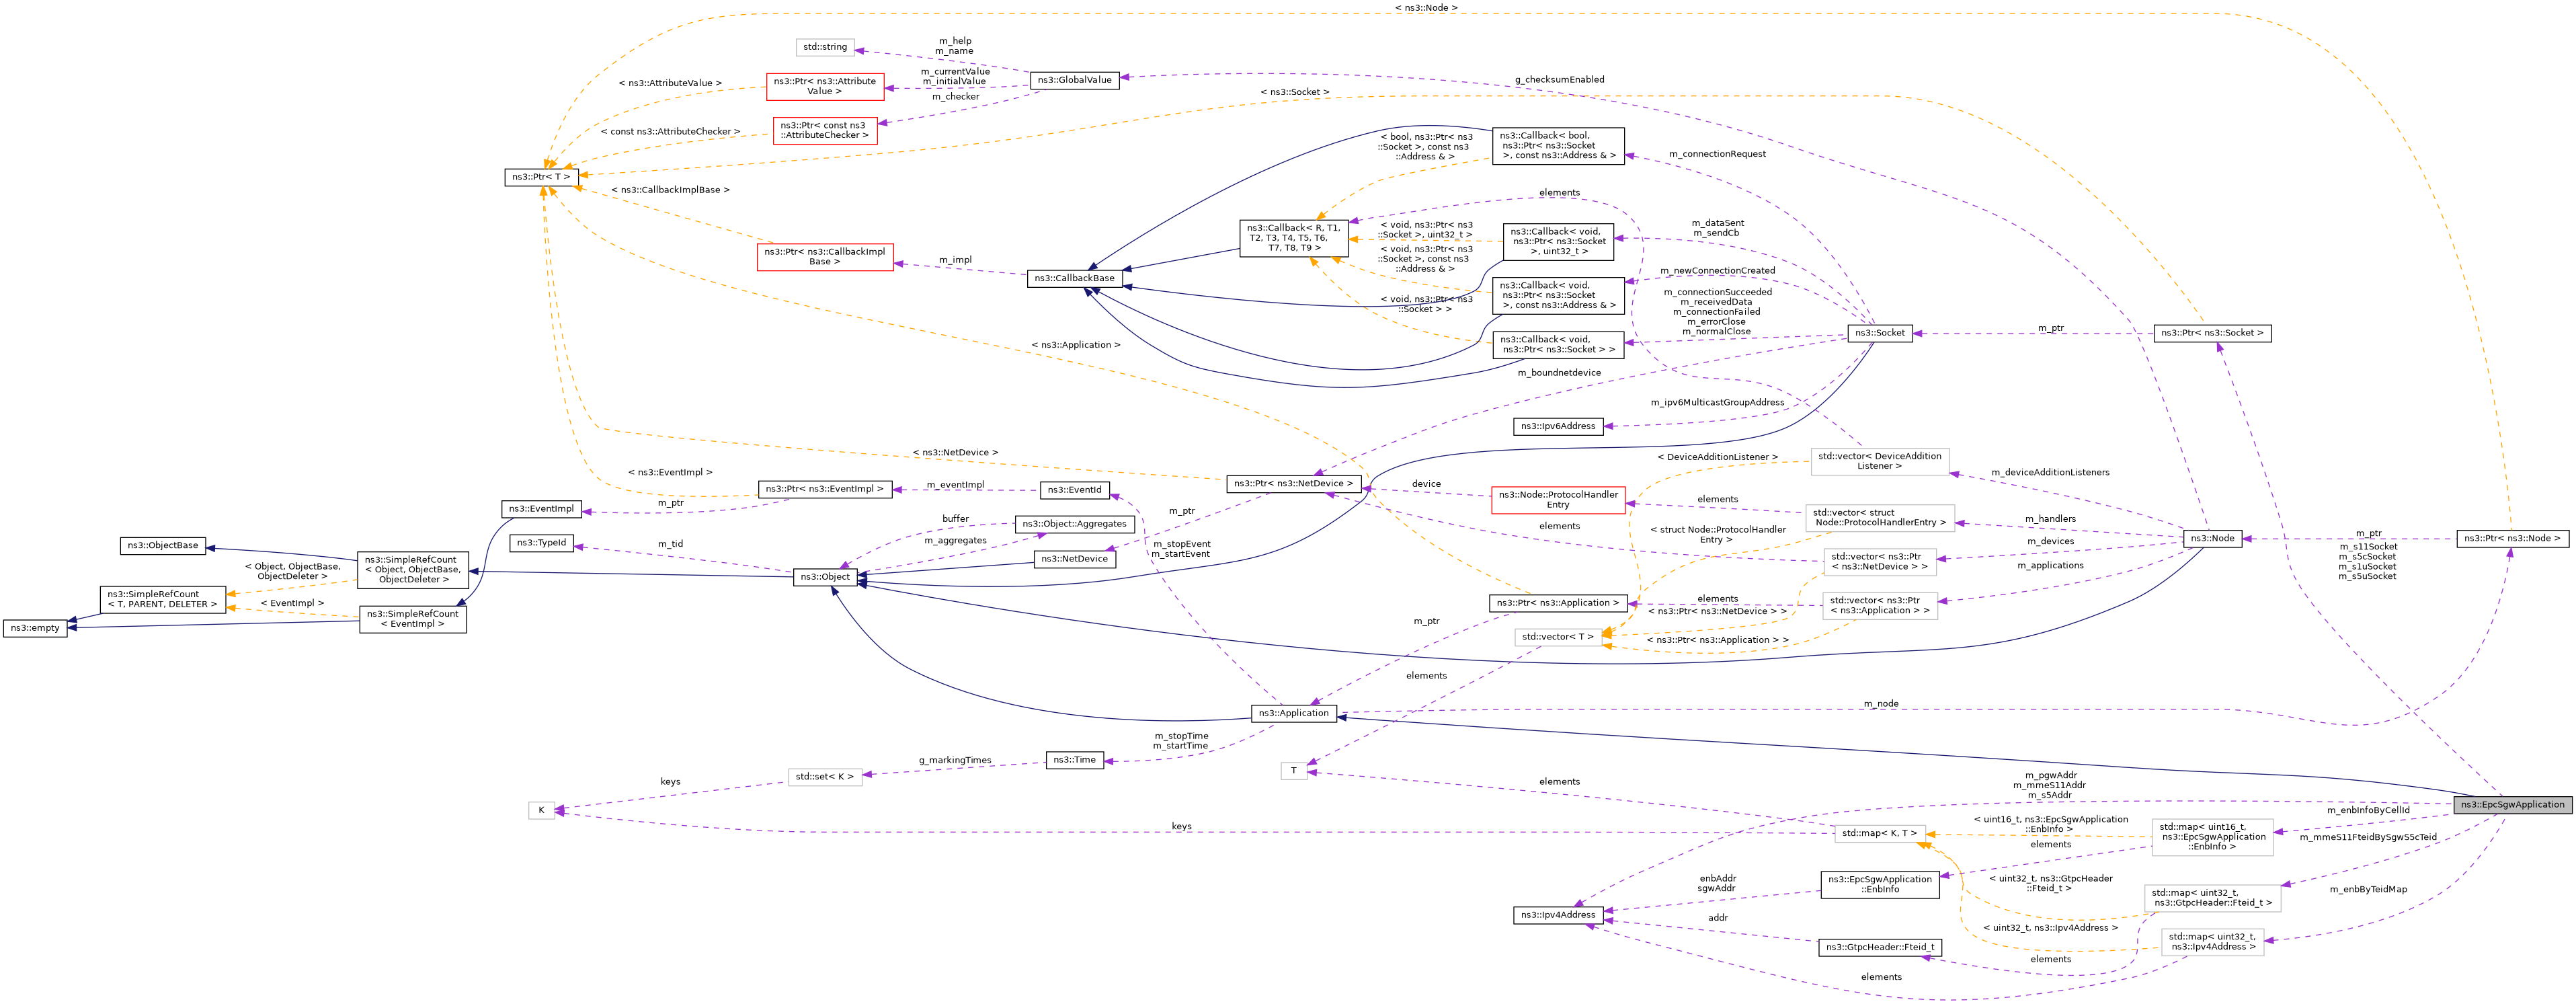 < ns3::Node >
std::string
m_help
m_name
ns3::GlobalValue
g_checksumEnabled
ns3::Ptr< ns3::Attribute
Value >
< ns3::AttributeValue >
m_currentValue
m_initialValue
m_checker
< ns3::Socket >
ns3::Ptr< const ns3
::AttributeChecker >
< const ns3::AttributeChecker >
ns3::Callback< bool,
ns3::Ptr< ns3::Socket
>, const ns3::Address & >
< bool, ns3::Ptr< ns3
::Socket >, const ns3
::Address & >
m_connectionRequest
ns3::Ptr< T >
< ns3::CallbackImplBase >
elements
ns3::Callback< R, T1,
T2, T3, T4, T5, T6,
T7, T8, T9 >
< void, ns3::Ptr< ns3
::Socket >, uint32_t >
ns3::Callback< void,
ns3::Ptr< ns3::Socket
>, uint32_t >
m_dataSent
m_sendCb
ns3::Ptr< ns3::CallbackImpl
Base >
m_impl
ns3::CallbackBase
< void, ns3::Ptr< ns3
::Socket >, const ns3
::Address & >
ns3::Callback< void,
ns3::Ptr< ns3::Socket
>, const ns3::Address & >
m_newConnectionCreated
< void, ns3::Ptr< ns3
::Socket > >
m_connectionSucceeded
m_receivedData
m_connectionFailed
m_errorClose
m_normalClose
ns3::Callback< void,
ns3::Ptr< ns3::Socket > >
ns3::Socket
m_ptr
ns3::Ptr< ns3::Socket >
< ns3::Application >
m_boundnetdevice
m_ipv6MulticastGroupAddress
ns3::Ipv6Address
< ns3::NetDevice >
< DeviceAdditionListener >
std::vector< DeviceAddition
Listener >
m_deviceAdditionListeners
< ns3::EventImpl >
ns3::Ptr< ns3::EventImpl >
m_eventImpl
ns3::EventId
ns3::Ptr< ns3::NetDevice >
device
ns3::Node::ProtocolHandler
Entry >
elements
std::vector< struct
Node::ProtocolHandlerEntry >
m_handlers
ns3::EventImpl
m_ptr
m_ptr
elements
< struct Node::ProtocolHandler
Entry >
ns3::Object::Aggregates
buffer
m_aggregates
ns3::ObjectBase
ns3::TypeId
m_tid
ns3::NetDevice
m_stopEvent
m_startEvent
std::vector< ns3::Ptr
< ns3::NetDevice > >
m_devices
ns3::Node
m_ptr
ns3::Ptr< ns3::Node >
m_s11Socket
m_s5cSocket
m_s1uSocket
m_s5uSocket
ns3::SimpleRefCount
< Object, ObjectBase,
ObjectDeleter >
< Object, ObjectBase,
ObjectDeleter >
ns3::Object
m_applications
ns3::SimpleRefCount
< T, PARENT, DELETER >
< EventImpl >
ns3::SimpleRefCount
< EventImpl >
ns3::empty
ns3::Ptr< ns3::Application >
elements
< ns3::Ptr< ns3::NetDevice > >
std::vector< ns3::Ptr
< ns3::Application > >
m_ptr
std::vector< T >
< ns3::Ptr< ns3::Application > >
elements
ns3::Application
m_node
m_stopTime
m_startTime
ns3::Time
g_markingTimes
std::set< K >
keys
K
T
elements
keys
m_pgwAddr
m_mmeS11Addr
m_s5Addr
ns3::EpcSgwApplication
m_enbInfoByCellId
std::map< K, T >
< uint16_t, ns3::EpcSgwApplication
::EnbInfo >
elements
std::map< uint16_t,
ns3::EpcSgwApplication
::EnbInfo >
m_mmeS11FteidBySgwS5cTeid
enbAddr
sgwAddr
ns3::EpcSgwApplication
::EnbInfo
< uint32_t, ns3::GtpcHeader
::Fteid_t >
std::map< uint32_t,
ns3::GtpcHeader::Fteid_t >
m_enbByTeidMap
ns3::Ipv4Address
addr
ns3::GtpcHeader::Fteid_t
< uint32_t, ns3::Ipv4Address >
std::map< uint32_t,
ns3::Ipv4Address >
elements
elements